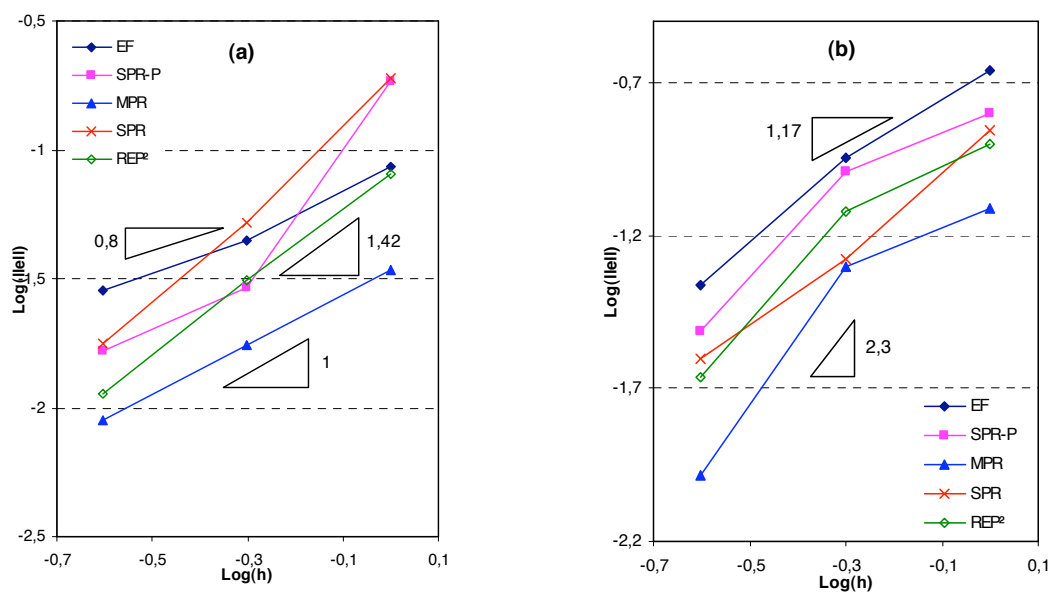 -0,5
(a)
EF
SPR-P
MPR
SPR
REP²
-1
0,8
1,42
-1,5
1
-2
-2,5
-0,7
-0,5
-0,3
-0,1
0,1
Log(h)
Log(IIeII)
(b)
-0,7
1,17
-1,2
2,3
-1,7
EF
SPR-P
MPR
SPR
REP²
-2,2
-0,7
-0,5
-0,3
-0,1
0,1
Log(h)
Log(IIeII)